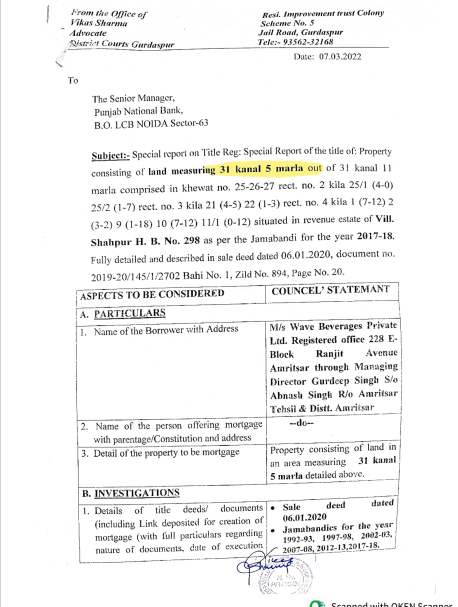 From the Office of
Vikas Sharma
Advocate
District Courts Gurdaspur
Resi. Improvement trust Colony
Scheme No. 5
Jail Road, Gurdaspur
Tele:- 93562-32168
Date: 07.03.2022
To
The Senior Manager,
Punjab National Bank,
B.O. LCB NOIDA Sector-63
Subject:- Special report on Title Reg: Special Report of the title of: Property
consisting of land measuring 31 kanal 5 marla out of 31 kanal 11
marla comprised in khewat no. 25-26-27 rect. no. 2 kila 25/1 (4-0)
25/2 (1-7) rect. no. 3 kila 21 (4-5) 22 (1-3) rect. no. 4 kila 1 (7-12) 2
(3-2) 9 (1-18) 10 (7-12) 11/1 (0-12) situated in revenue estate of Vill.
Shahpur H. B. No. 298 as per the Jamabandi for the year 2017-18.
Fully detailed and described in sale deed dated 06.01.2020, document no.
2019-20/145/1/2702 Bahi No. 1, Zild No. 894, Page No. 20.
ASPECTS TO BE CONSIDERED
COUNCEL' STATEMANT
A. PARTICULARS
1. Name of the Borrower with Address
M/s Wave Beverages Private
Ltd. Registered office 228 E-
Block Ranjit Avenue
Amritsar through Managing
Director Gurdeep Singh S/o
Abnash Singh R/o Amritsar
Tehsil & Distt. Amritsar
2. Name of the person offering mortgage
with parentage/Constitution and address
--do--
3. Detail of the property to be mortgage
Property consisting of land in
an area measuring 31 kanal
5 marla detailed above.
B. INVESTIGATIONS
1. Details of title deeds/ documents
(including Link deposited for creation of
mortgage (with full particulars regarding
nature of documents, date of execution
• Sale deed dated
06.01.2020
• Jamabandies for the year
1992-93, 1997-98, 2002-03,
2007-08, 2012-13,2017-18.
Scanned with OKEN Scanner